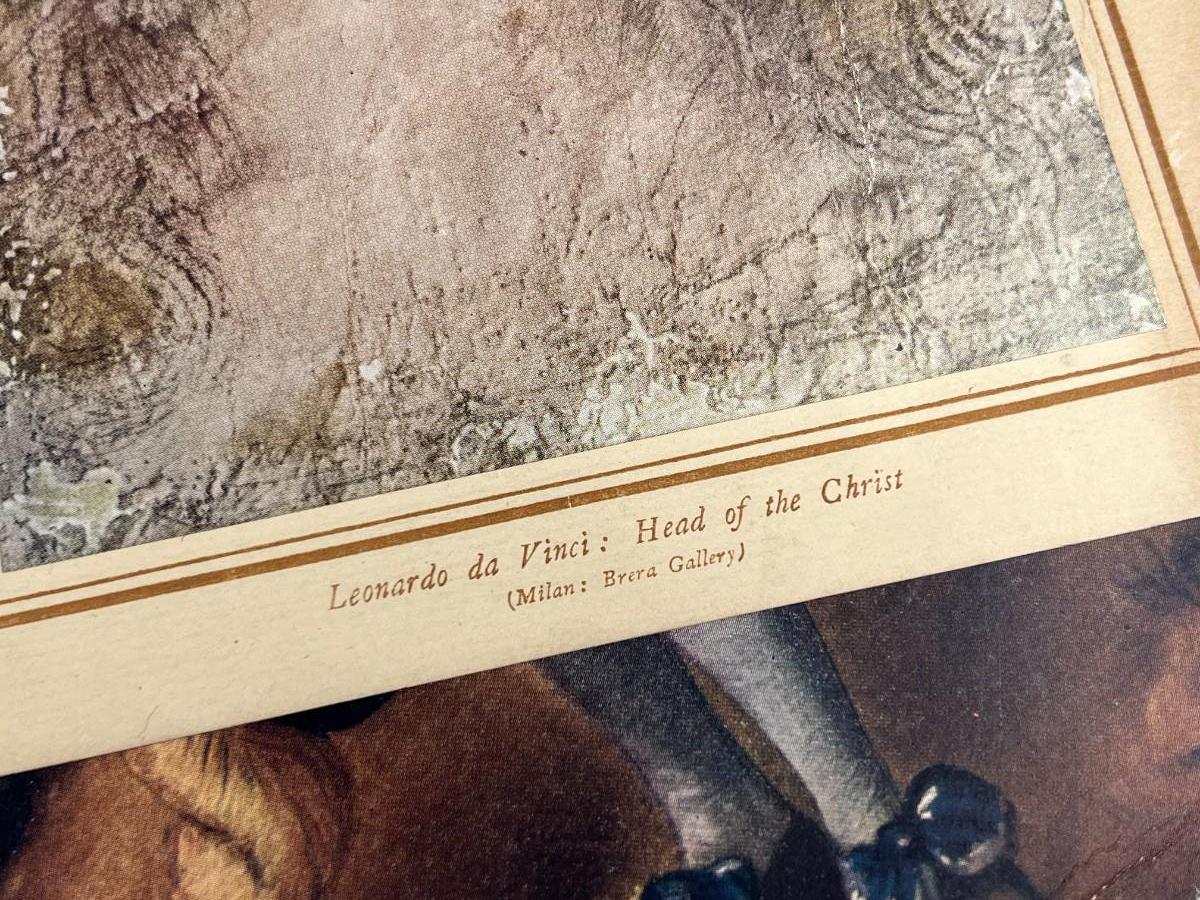 Leonardo da Vinci: Head of the Christ
(Milan: Brera Gallery)